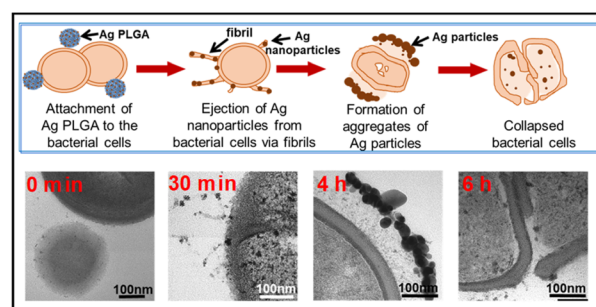 Ag PLGA
fibril
Ag
nanoparticles
Ag particles
Attachment of
Ag PLGA to the
bacterial cells
Ejection of Ag
nanoparticles from
bacterial cells via fibrils
Formation of
aggregates of
Ag particles
Collapsed
bacterial cells
0 min
30 min
4 h
6 h
100nm
100nm
100nm
100nm